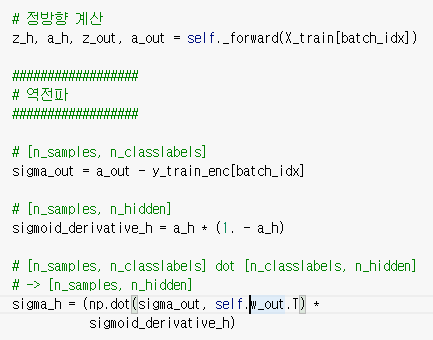 # 정방향 계산
z_h, a_h, z_out, a_out = self._forward(X_train[batch_idx])
##################
# 역전파
##################
# [n_samples, n_classlabels]
sigma_out = a_out - y_train_enc[batch_idx]
# [n_samples, n_hidden]
sigmoid_derivative_h = a_h * (1. - a_h)
# [n_samples, n_classlabels] dot [n_classlabels, n_hidden]
# -> [n_samples, n_hidden]
sigma_h = (np.dot(sigma_out, self.w_out.T) *
sigmoid_derivative_h)